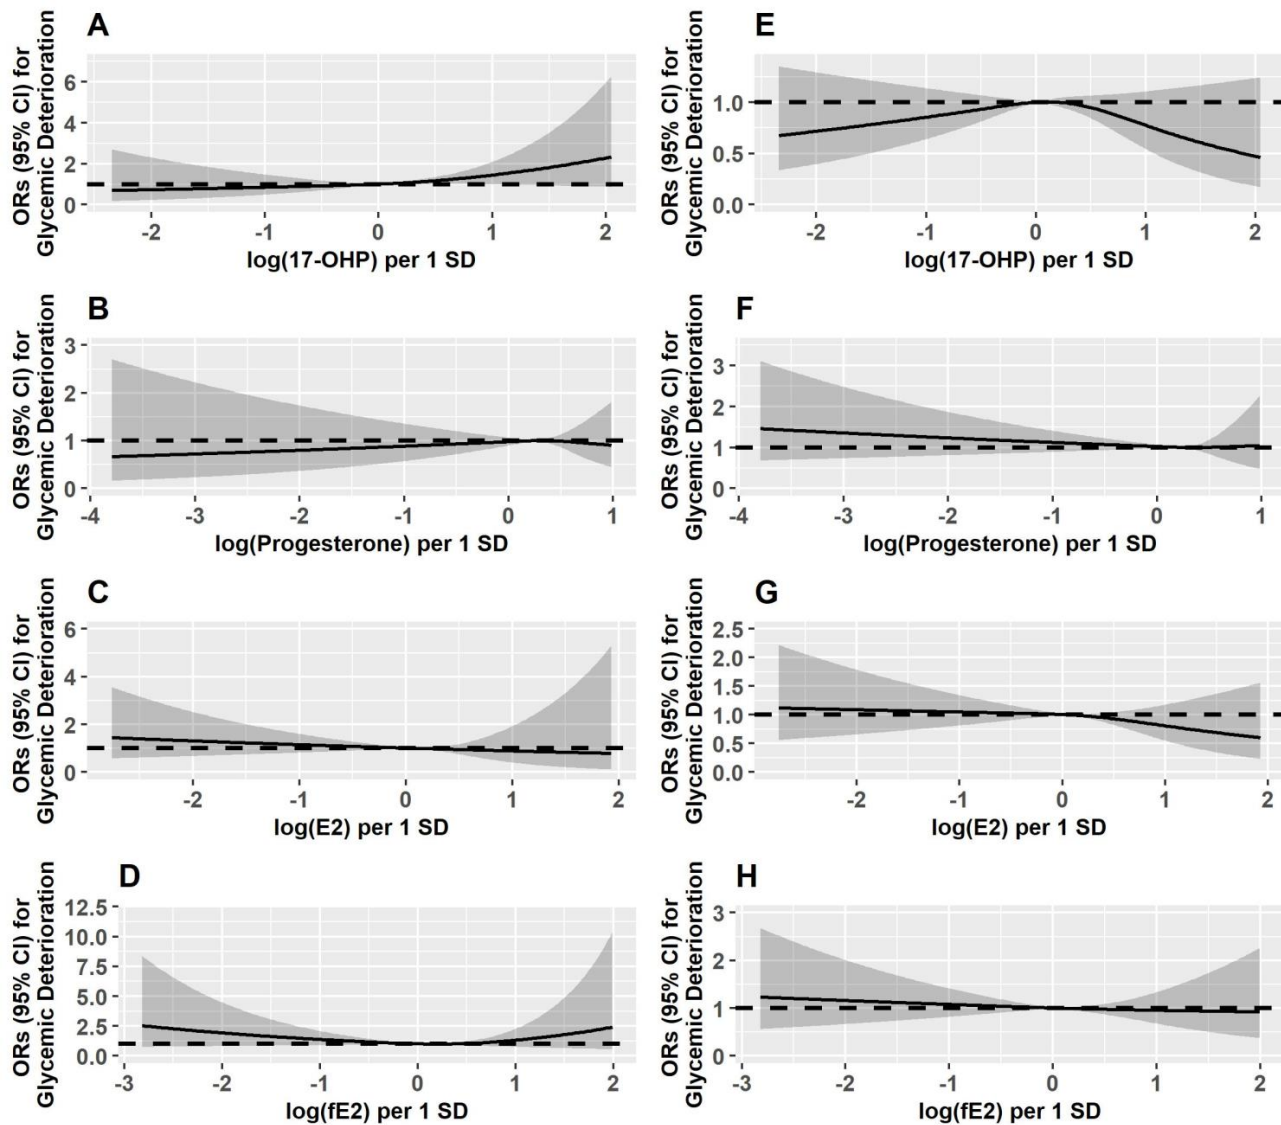 A
ORs (95% CI) for
Glycemic Deterioration
6
4
2
0
-2
-1
0
1
2
log(17-OHP) per 1 SD
E
ORs (95% CI) for
Glycemic Deterioration
1.0
0.5
0.0
-2
-1
0
1
2
log(17-OHP) per 1 SD
B
ORs (95% CI) for
Glycemic Deterioration
3
2
1
0
-4
-3
-2
-1
0
1
log(Progesterone) per 1 SD
F
ORs (95% CI) for
Glycemic Deterioration
3
2
1
0
-4
-3
-2
-1
0
1
log(Progesterone) per 1 SD
C
ORs (95% CI) for
Glycemic Deterioration
6
4
2
0
-2
-1
0
1
2
log(E2) per 1 SD
G
ORs (95% CI) for
Glycemic Deterioration
2.5
2.0
1.5
1.0
0.5
0.0
-2
-1
0
1
2
log(E2) per 1 SD
D
ORs (95% CI) for
Glycemic Deterioration
12.5
10.0
7.5
5.0
2.5
0.0
-3
-2
-1
0
1
2
log(fE2) per 1 SD
H
ORs (95% CI) for
Glycemic Deterioration
3
2
1
0
-3
-2
-1
0
1
2
log(fE2) per 1 SD